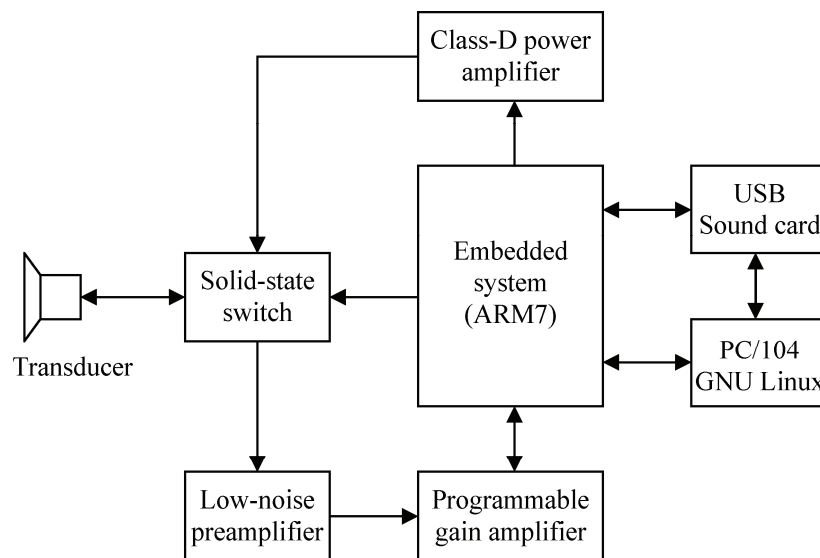 Class-D power
amplifier
USB
Sound card
Embedded
system
(ARM7)
Solid-state
switch
Transducer
PC/104
GNU Linux
Low-noise
preamplifier
Programmable
gain amplifier